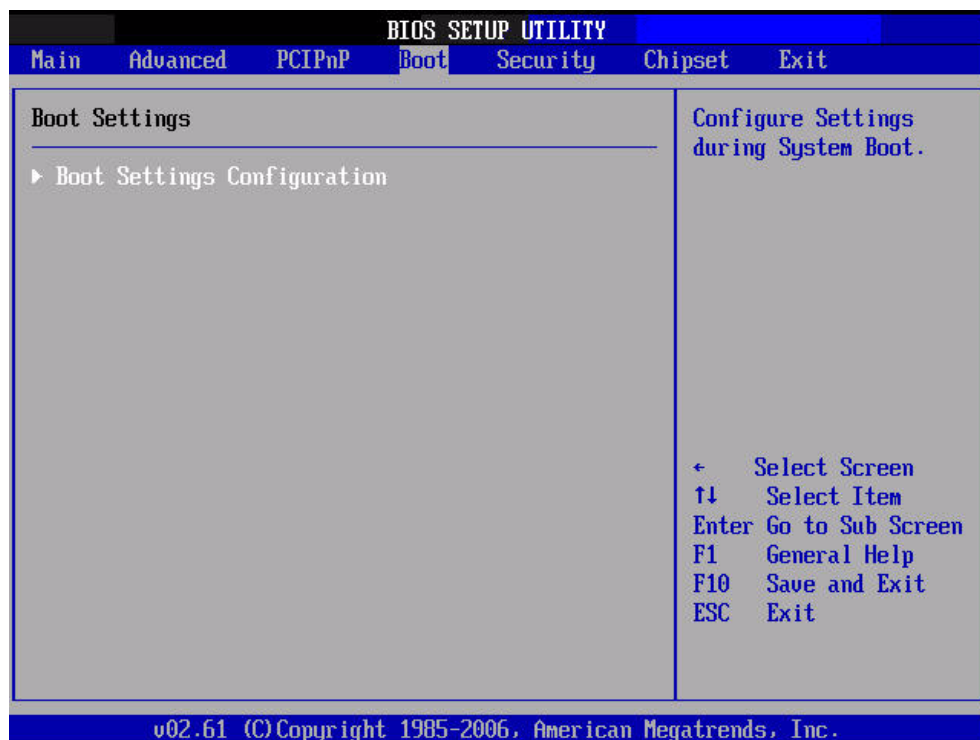 BIOS SETUP UTILITY
Main Advanced PCIPnP Boot Security Chipset Exit
Boot Settings
▶ Boot Settings Configuration
Configure Settings
during System Boot.
← Select Screen
↑↓ Select Item
Enter Go to Sub Screen
F1 General Help
F10 Save and Exit
ESC Exit
v02.61 (C)Copyright 1985-2006, American Megatrends, Inc.